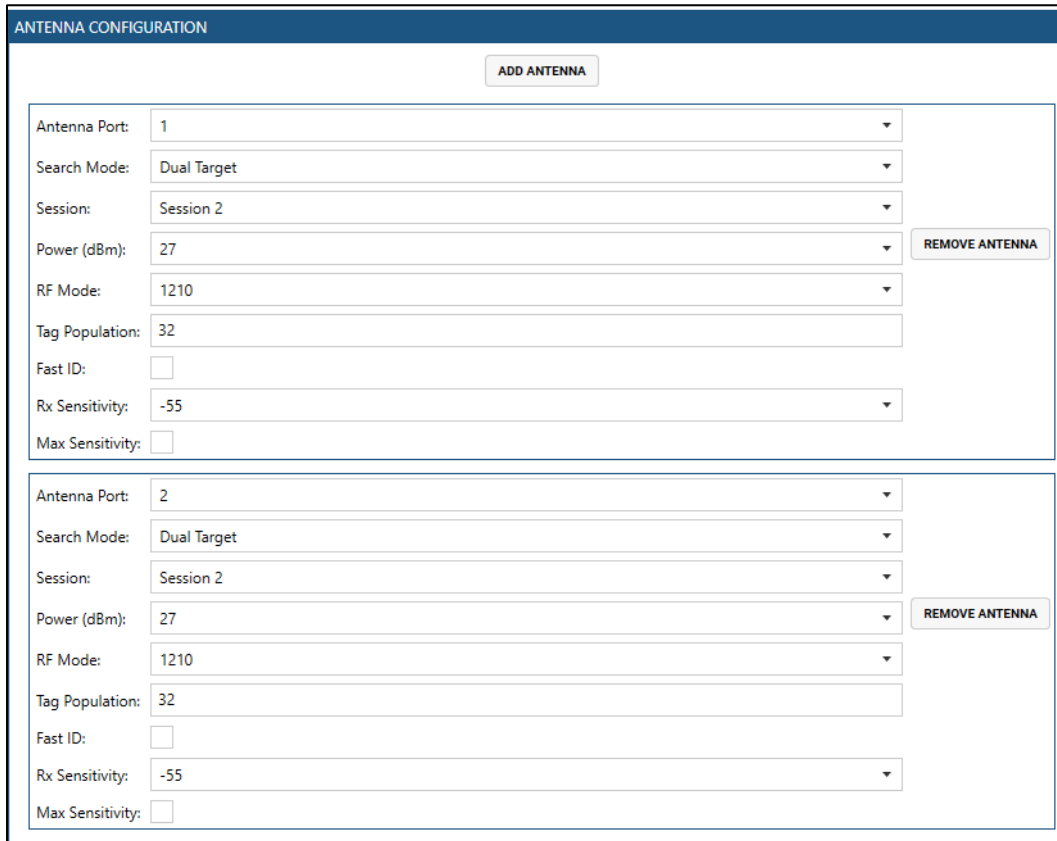 ANTENNA CONFIGURATION
ADD ANTENNA
Antenna Port: 1
Search Mode: Dual Target
Session: Session 2
Power (dBm): 27
REMOVE ANTENNA
RF Mode: 1210
Tag Population: 32
Fast ID:
Rx Sensitivity: -55
Max Sensitivity:
Antenna Port: 2
Search Mode: Dual Target
Session: Session 2
Power (dBm): 27
REMOVE ANTENNA
RF Mode: 1210
Tag Population: 32
Fast ID:
Rx Sensitivity: -55
Max Sensitivity: